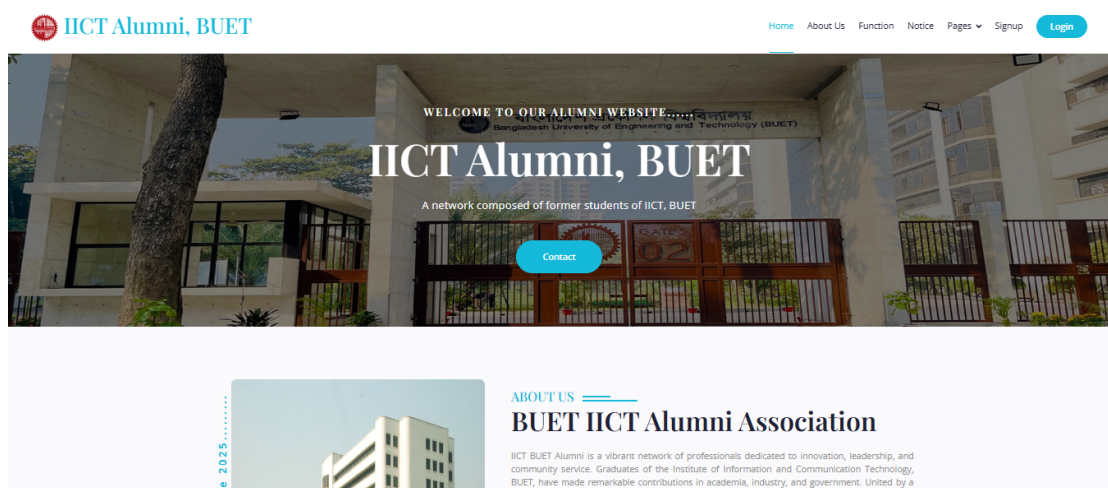 IICT Alumni, BUET
Home About Us Function Notice Pages Signup Login
WELCOME TO OUR ALUMNI WEBSITE......
Bangladesh University of Engineering and Technology (BUET)
IICT Alumni, BUET
A network composed of former students of IICT, BUET
GATE
02
Contact
2025........
ABOUT US
BUET IICT Alumni Association
IICT BUET Alumni is a vibrant network of professionals dedicated to innovation, leadership, and
community service. Graduates of the Institute of Information and Communication Technology,
BUET, have made remarkable contributions in academia, industry, and government. United by a